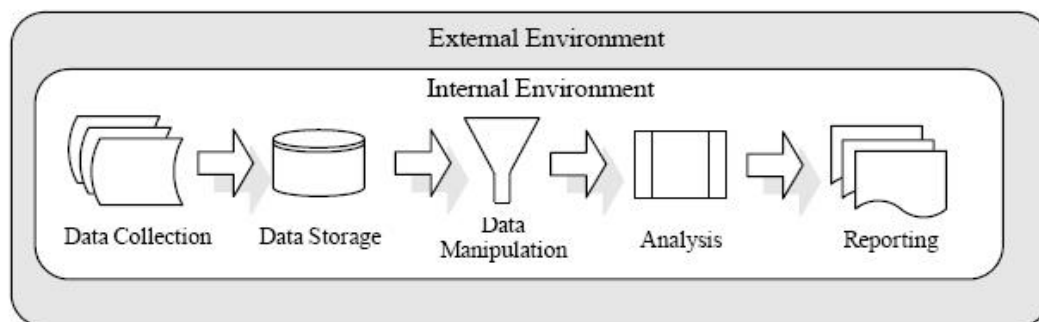 External Environment
Internal Environment
Data Collection
Data Storage
Data
Manipulation
Analysis
Reporting